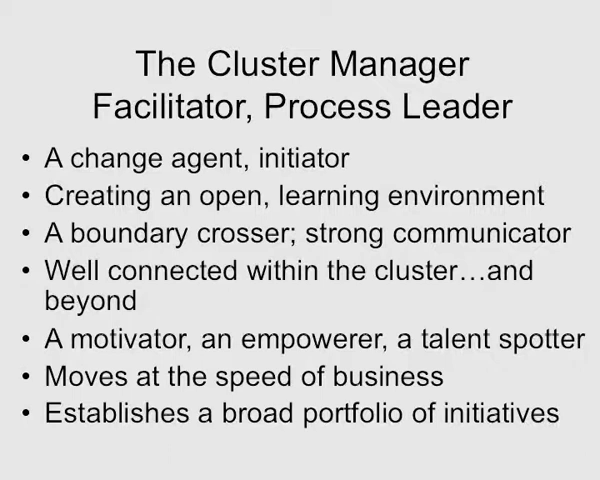 The Cluster Manager
Facilitator, Process Leader
• A change agent, initiator
• Creating an open, learning environment
• A boundary crosser; strong communicator
• Well connected within the cluster…and
beyond
• A motivator, an empowerer, a talent spotter
• Moves at the speed of business
• Establishes a broad portfolio of initiatives